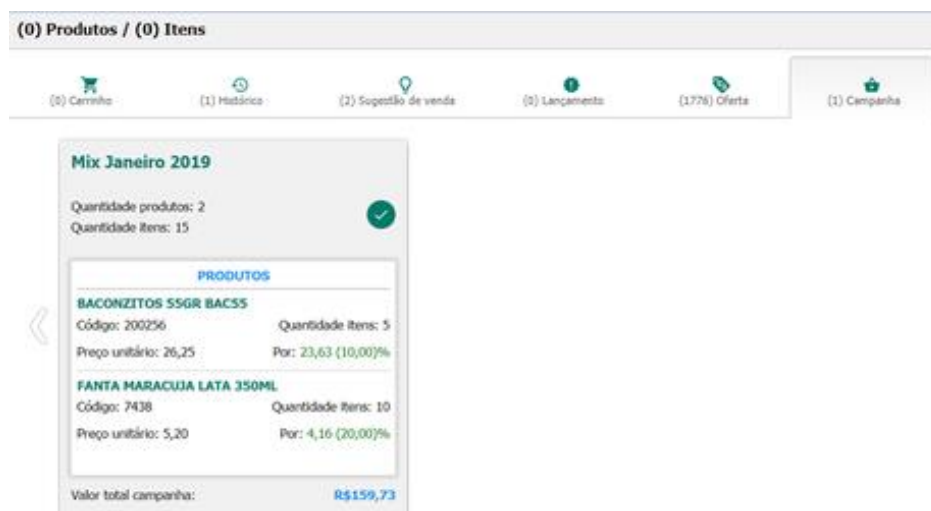 (0) Produtos / (0) Itens
(0) Carrinho (1) Histórico (2) Sugestão de venda (0) Lançamento (1776) Oferta (1) Campanha
Mix Janeiro 2019
Quantidade produtos: 2
Quantidade itens: 15
PRODUTOS
BACONZITOS 55GR BAC55
Código: 200256 Quantidade itens: 5
Preço unitário: 26,25 Por: 23,63 (10,00)%
FANTA MARACUJA LATA 350ML
Código: 7438 Quantidade itens: 10
Preço unitário: 5,20 Por: 4,16 (20,00)%
Valor total campanha: R$159,73